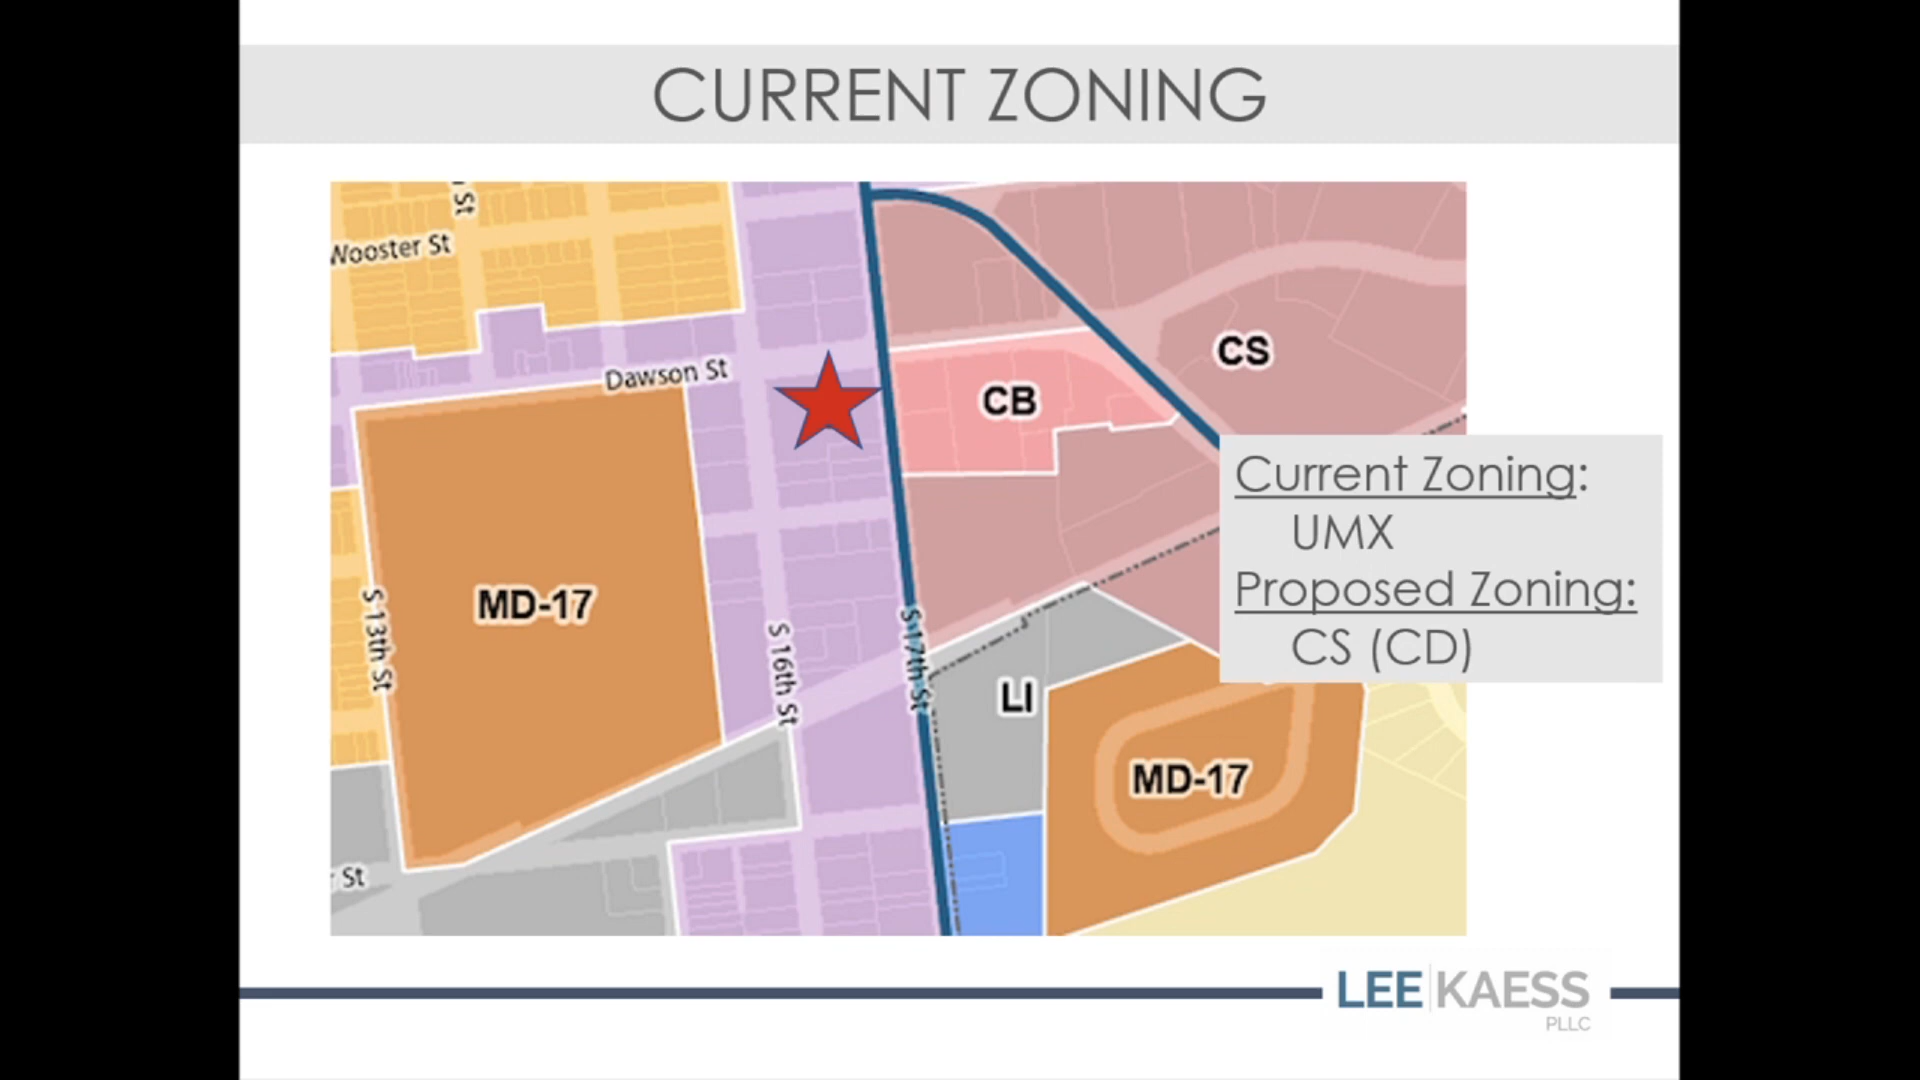 CURRENT ZONING
St
Wooster St
Dawson St
CS
CB
Current Zoning:
UMX
Proposed Zoning:
CS (CD)
MD-17
S 13th St
S 16th St
S 17th St
LI
MD-17
St
LEE KAESS
PLLC